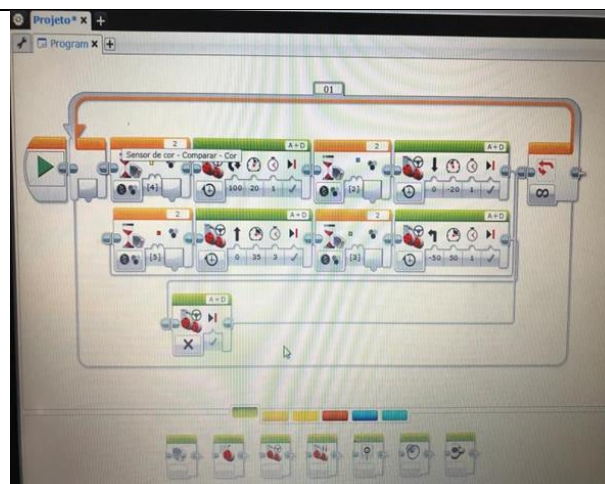 Projeto* x +
Program x +
01
2 A+D 2 A+D
Sensor de cor - Comparar - Cor
[4] 100 20 1 [2] 0 -20 1
2 A+D 2 A+D
[5] 0 35 3 [3] -50 50 1
A+D